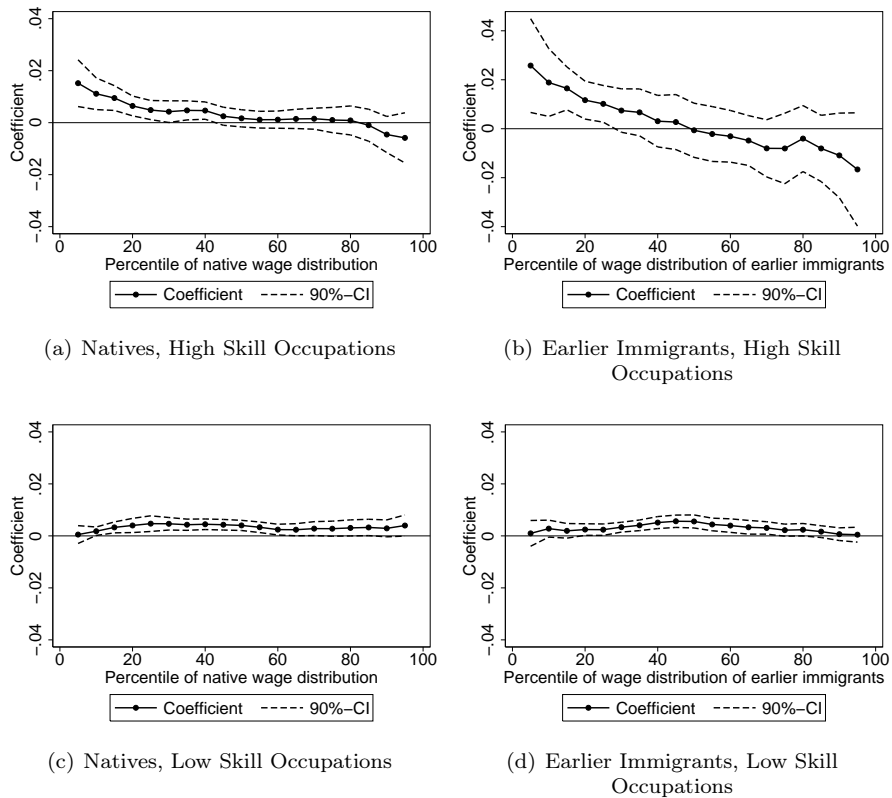 .04
.02
0
-.02
-.04
Coefficient
0 20 40 60 80 100
Percentile of native wage distribution
Coefficient 90%-CI
(a) Natives, High Skill Occupations
.04
.02
0
-.02
-.04
Coefficient
0 20 40 60 80 100
Percentile of wage distribution of earlier immigrants
Coefficient 90%-CI
(b) Earlier Immigrants, High Skill
Occupations
.04
.02
0
-.02
-.04
Coefficient
0 20 40 60 80 100
Percentile of native wage distribution
Coefficient 90%-CI
(c) Natives, Low Skill Occupations
.04
.02
0
-.02
-.04
Coefficient
0 20 40 60 80 100
Percentile of wage distribution of earlier immigrants
Coefficient 90%-CI
(d) Earlier Immigrants, Low Skill
Occupations